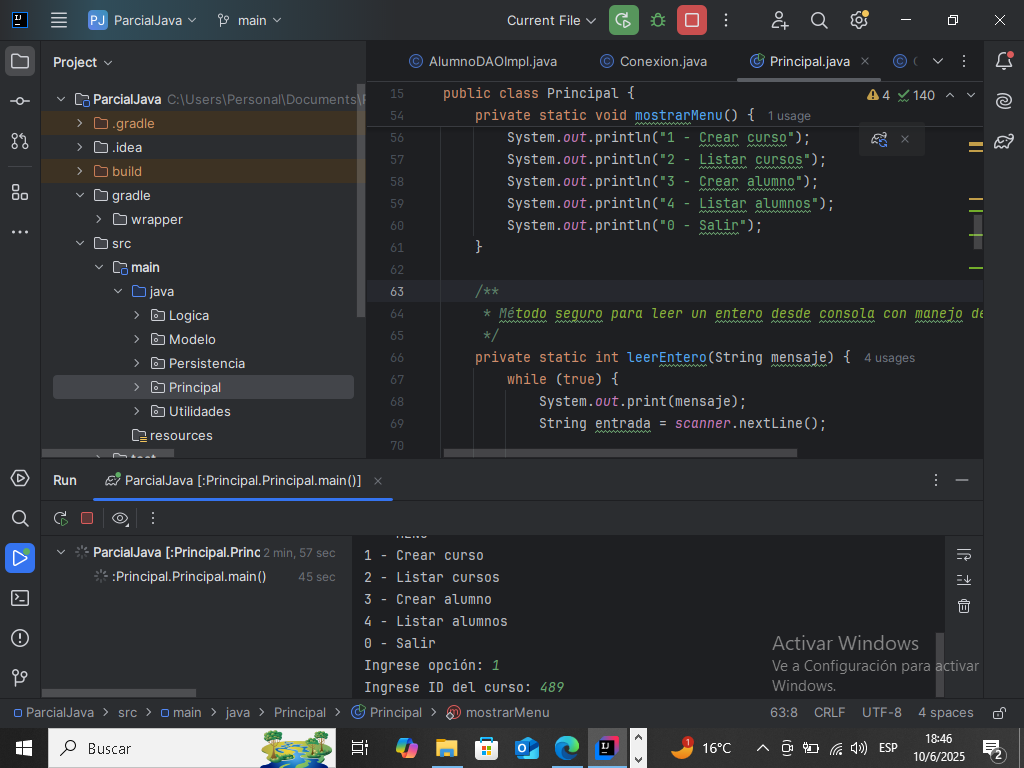 PJ ParcialJava main Current File
Project
AlumnoDAOImpl.java Conexion.java Principal.java
ParcialJava C:\Users\Personal\Documents\
.gradle
.idea
build
gradle
wrapper
src
main
java
Logica
Modelo
Persistencia
Principal
Utilidades
resources
15 public class Principal { 4 140
54 private static void mostrarMenu() { 1 usage
56 System.out.println("1 - Crear curso");
57 System.out.println("2 - Listar cursos");
58 System.out.println("3 - Crear alumno");
59 System.out.println("4 - Listar alumnos");
60 System.out.println("0 - Salir");
61 }
62
63 /**
64 * Método seguro para leer un entero desde consola con manejo de
65 */
66 private static int leerEntero(String mensaje) { 4 usages
67 while (true) {
68 System.out.print(mensaje);
69 String entrada = scanner.nextLine();
70
Run ParcialJava [:Principal.Principal.main()]
ParcialJava [:Principal.Princ 2 min, 57 sec
:Principal.Principal.main() 45 sec
1 - Crear curso
2 - Listar cursos
3 - Crear alumno
4 - Listar alumnos
0 - Salir
Ingrese opción: 1
Ingrese ID del curso: 489
Activar Windows
Ve a Configuración para activar
Windows.
ParcialJava > src > main > java > Principal > Principal > mostrarMenu 63:8 CRLF UTF-8 4 spaces
Buscar 1 16°C ESP 18:46
10/6/2025 2